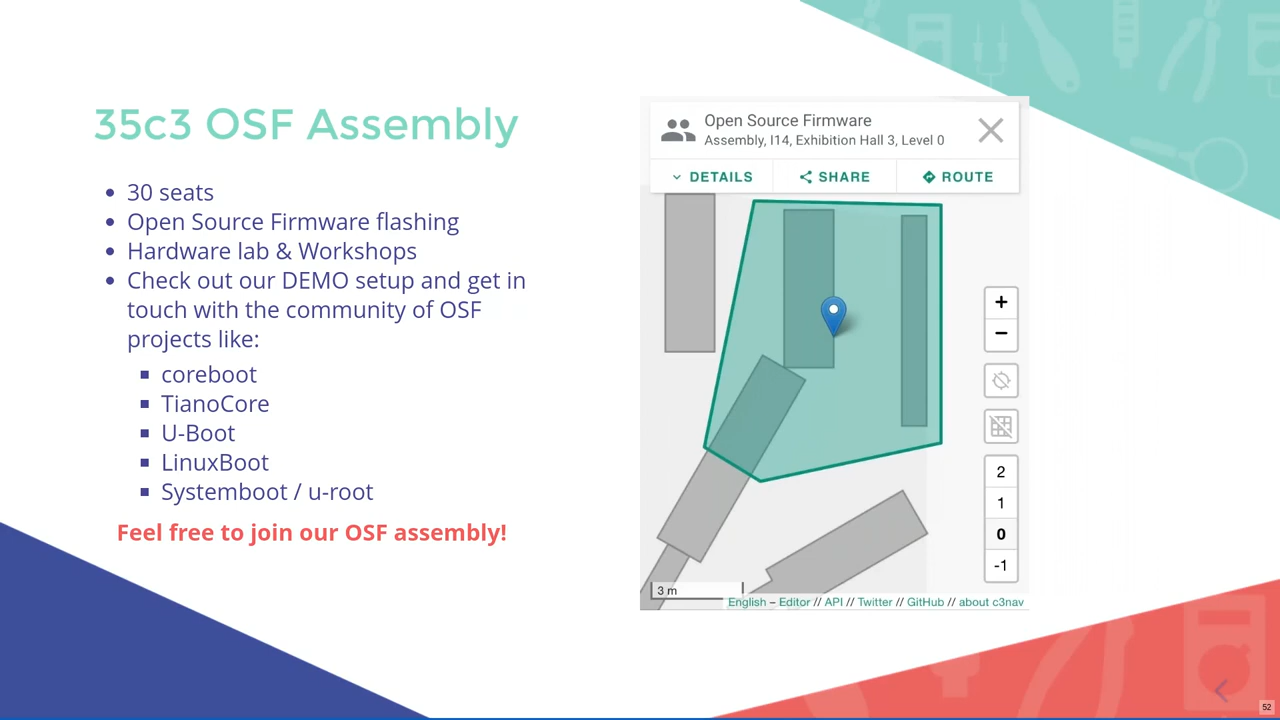 35c3 OSF Assembly
30 seats
Open Source Firmware flashing
Hardware lab & Workshops
Check out our DEMO setup and get in
touch with the community of OSF
projects like:
coreboot
TianoCore
U-Boot
LinuxBoot
Systemboot / u-root
Feel free to join our OSF assembly!
Open Source Firmware
Assembly, I14, Exhibition Hall 3, Level 0
DETAILS
SHARE
ROUTE
+
−
2
1
0
-1
3 m
English – Editor // API // Twitter // GitHub // about c3nav
52